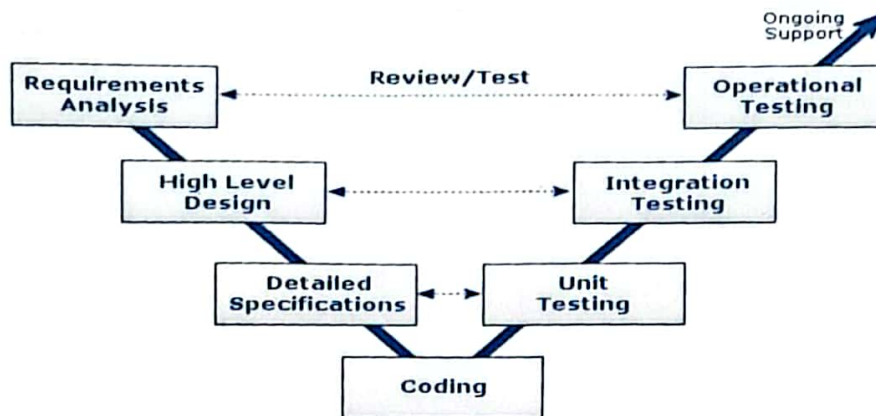 Ongoing
Support
Requirements
Analysis
Review/Test
Operational
Testing
High Level
Design
Integration
Testing
Detailed
Specifications
Unit
Testing
Coding